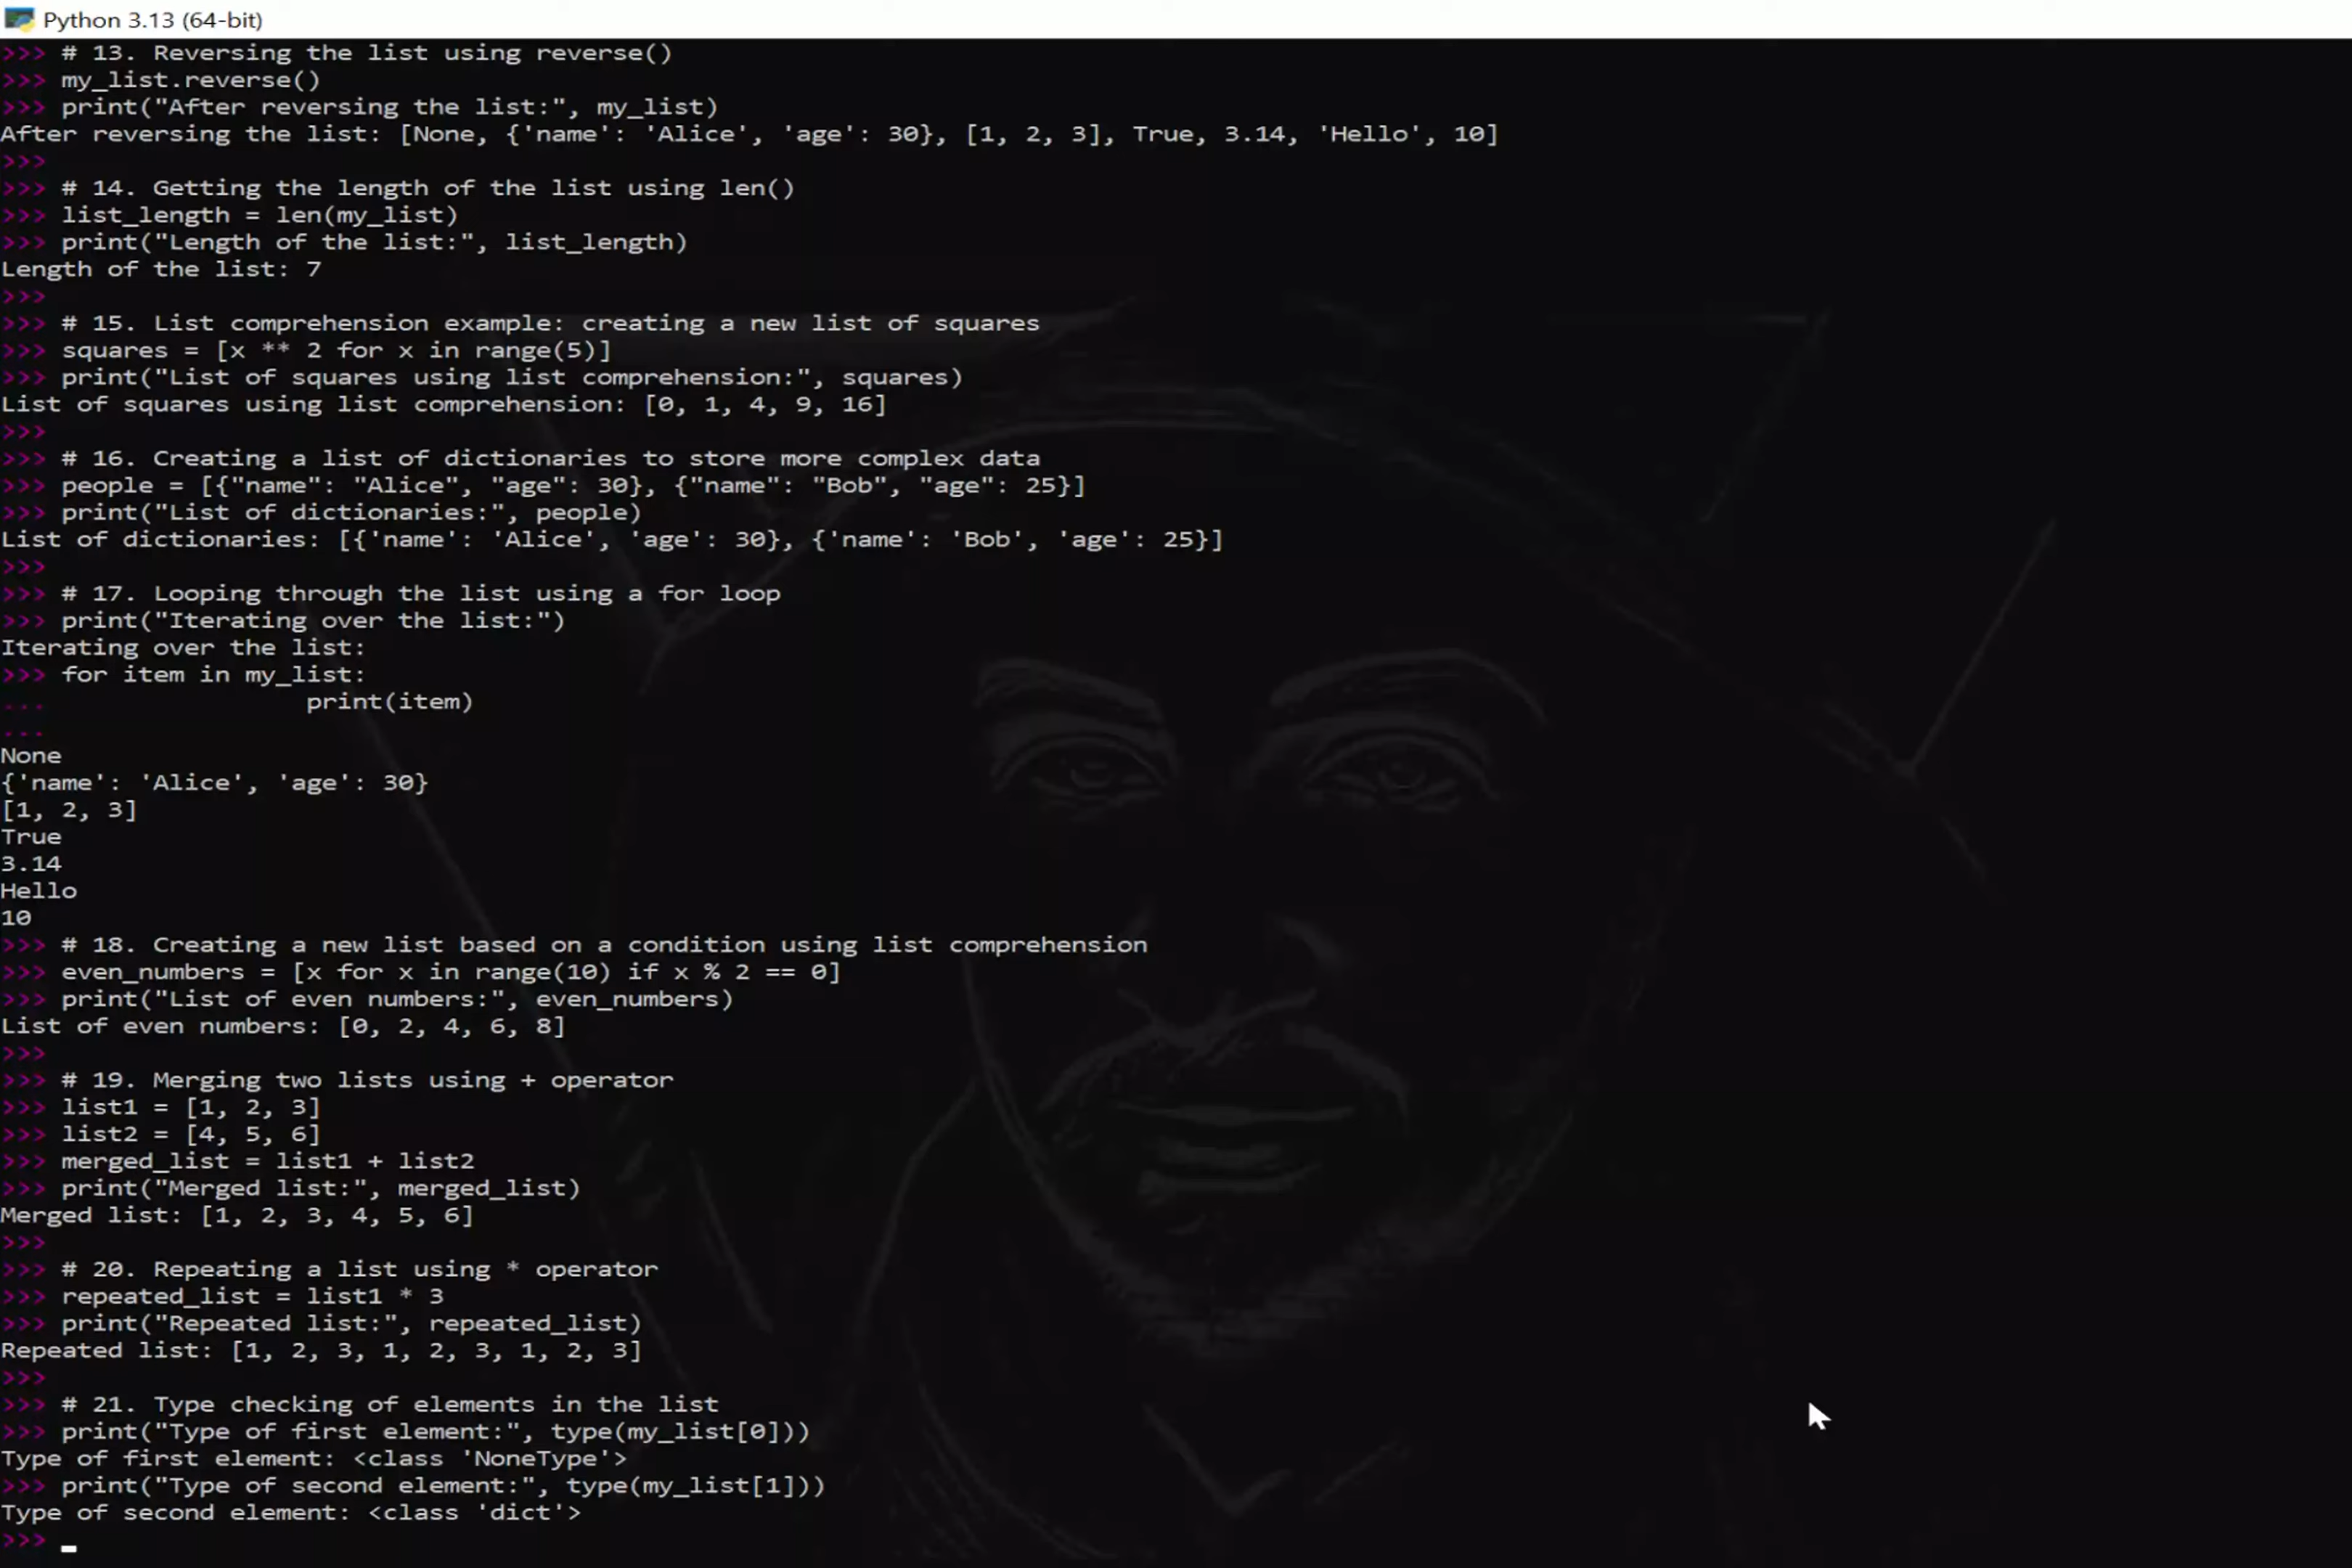 Python 3.13 (64-bit)
>>> # 13. Reversing the list using reverse()
>>> my_list.reverse()
>>> print("After reversing the list:", my_list)
After reversing the list: [None, {'name': 'Alice', 'age': 30}, [1, 2, 3], True, 3.14, 'Hello', 10]
>>>
>>> # 14. Getting the length of the list using len()
>>> list_length = len(my_list)
>>> print("Length of the list:", list_length)
Length of the list: 7
>>>
>>> # 15. List comprehension example: creating a new list of squares
>>> squares = [x ** 2 for x in range(5)]
>>> print("List of squares using list comprehension:", squares)
List of squares using list comprehension: [0, 1, 4, 9, 16]
>>>
>>> # 16. Creating a list of dictionaries to store more complex data
>>> people = [{"name": "Alice", "age": 30}, {"name": "Bob", "age": 25}]
>>> print("List of dictionaries:", people)
List of dictionaries: [{'name': 'Alice', 'age': 30}, {'name': 'Bob', 'age': 25}]
>>>
>>> # 17. Looping through the list using a for loop
>>> print("Iterating over the list:")
Iterating over the list:
>>> for item in my_list:
...                 print(item)
...
None
{'name': 'Alice', 'age': 30}
[1, 2, 3]
True
3.14
Hello
10
>>> # 18. Creating a new list based on a condition using list comprehension
>>> even_numbers = [x for x in range(10) if x % 2 == 0]
>>> print("List of even numbers:", even_numbers)
List of even numbers: [0, 2, 4, 6, 8]
>>>
>>> # 19. Merging two lists using + operator
>>> list1 = [1, 2, 3]
>>> list2 = [4, 5, 6]
>>> merged_list = list1 + list2
>>> print("Merged list:", merged_list)
Merged list: [1, 2, 3, 4, 5, 6]
>>>
>>> # 20. Repeating a list using * operator
>>> repeated_list = list1 * 3
>>> print("Repeated list:", repeated_list)
Repeated list: [1, 2, 3, 1, 2, 3, 1, 2, 3]
>>>
>>> # 21. Type checking of elements in the list
>>> print("Type of first element:", type(my_list[0]))
Type of first element: <class 'NoneType'>
>>> print("Type of second element:", type(my_list[1]))
Type of second element: <class 'dict'>
>>>